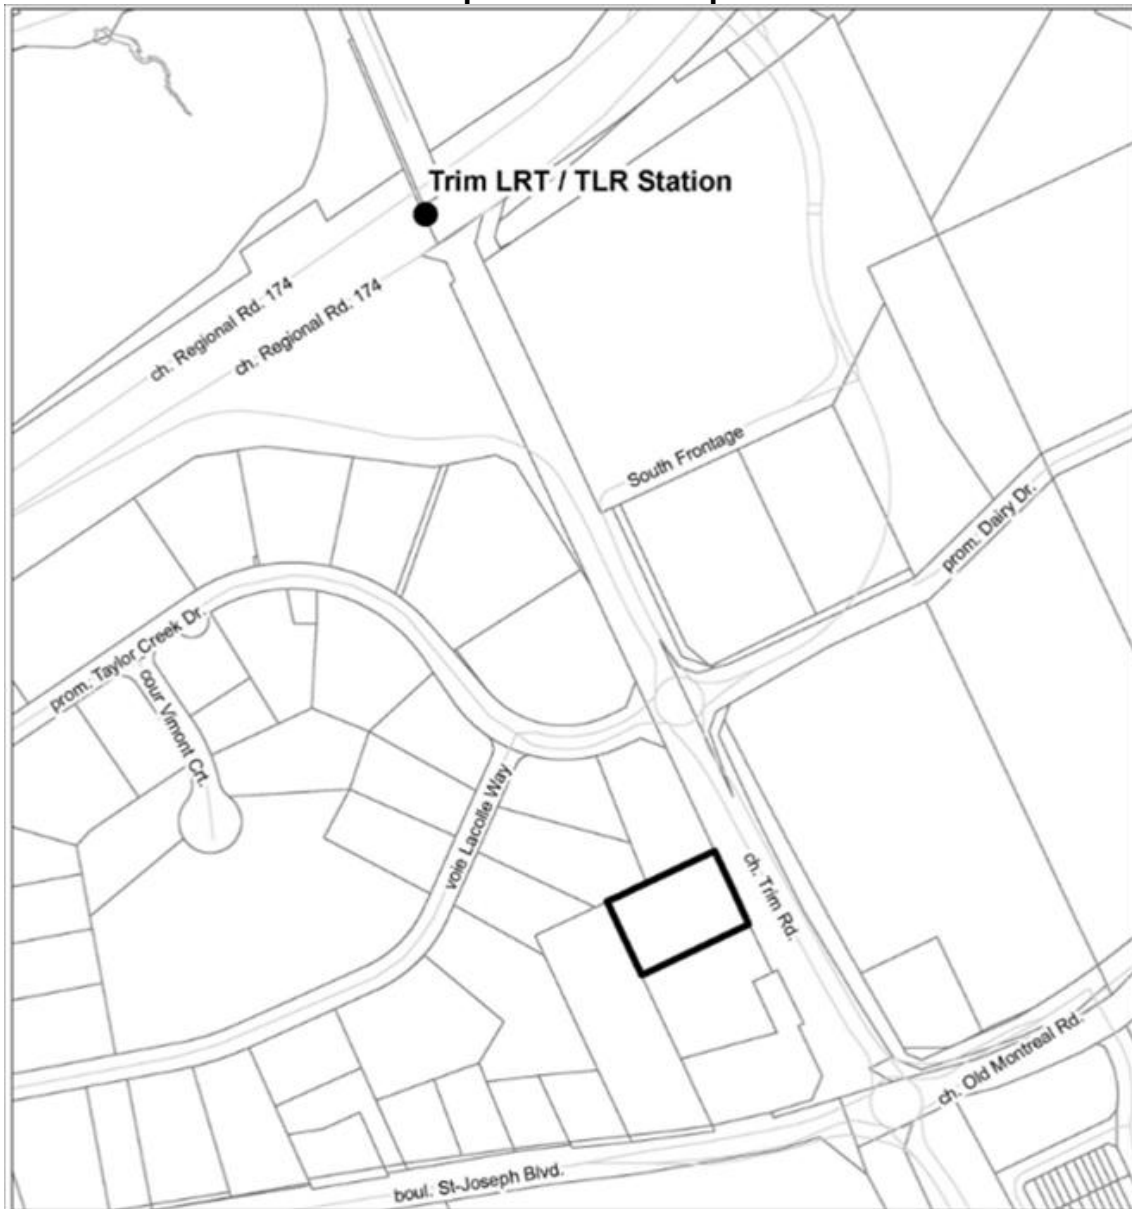 Trim LRT / TLR Station
ch. Regional Rd. 174
ch. Regional Rd. 174
South Frontage
prom. Dairy Dr.
prom. Taylor Creek Dr.
cour Vimont Crt.
voie Lacolle Way
ch. Trim Rd.
ch. Old Montreal Rd.
boul. St-Joseph Blvd.